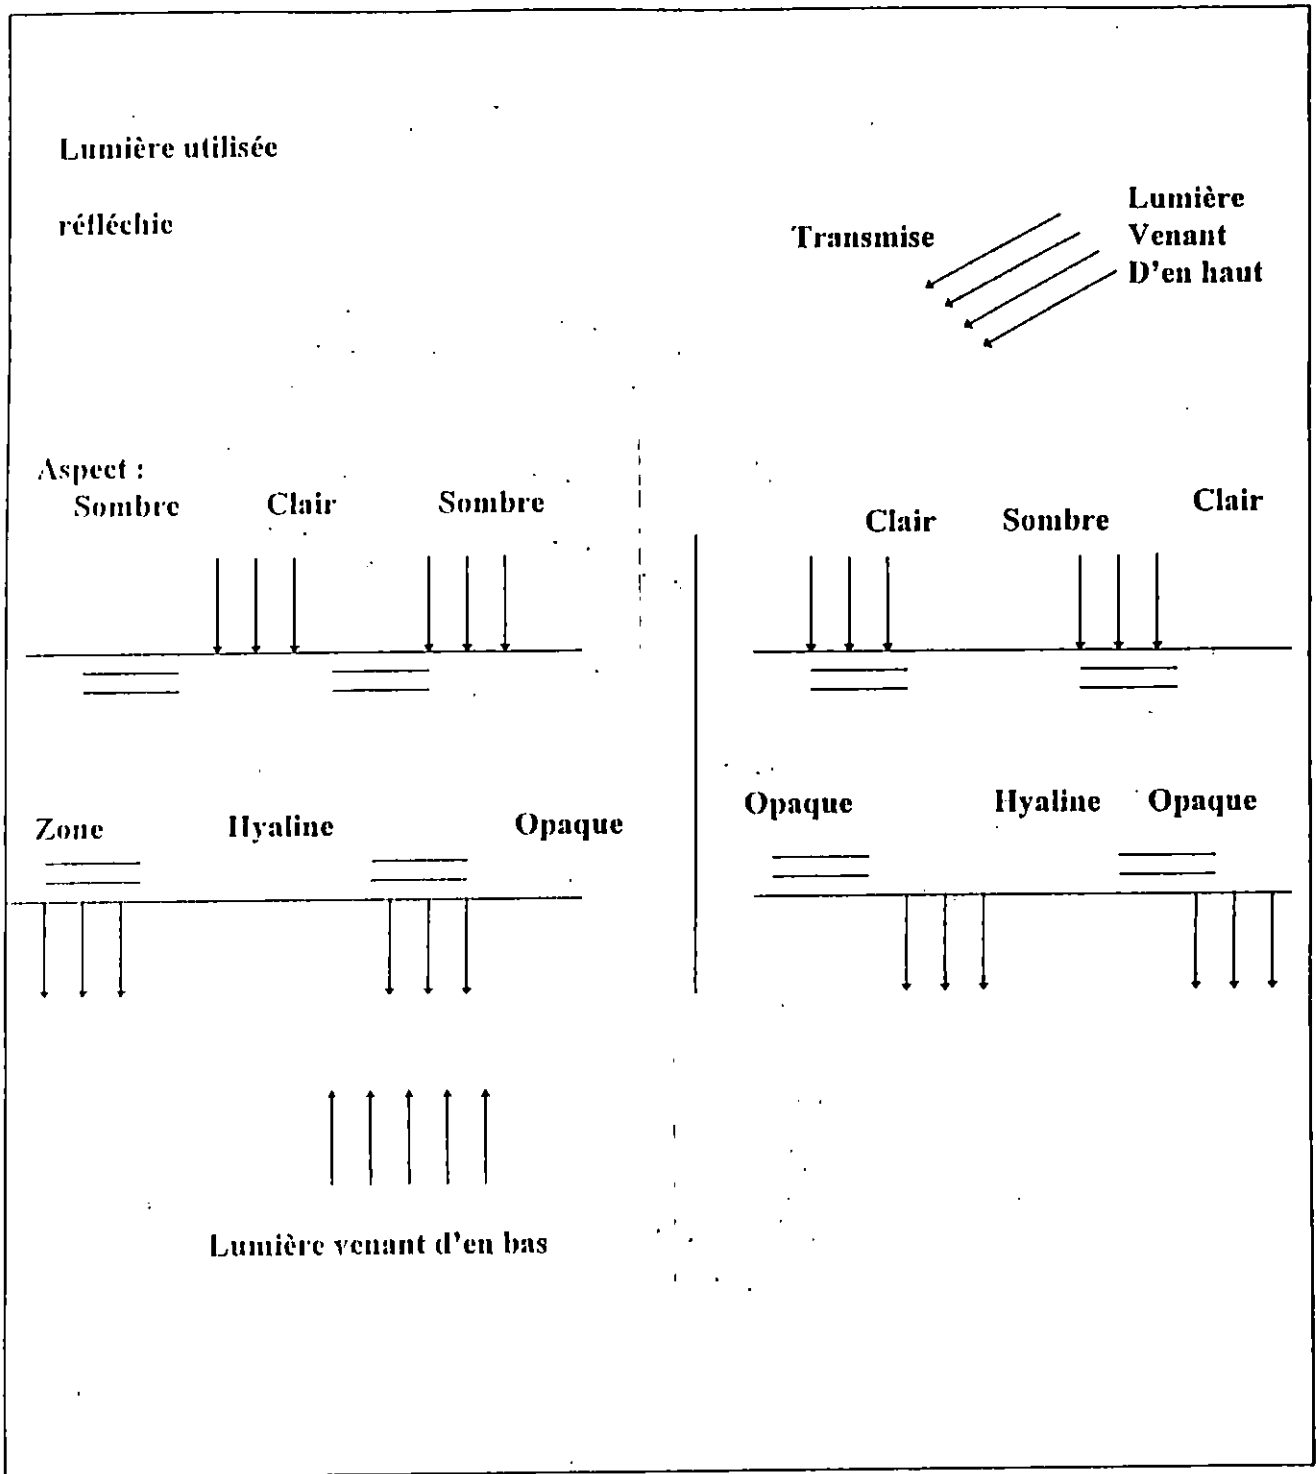 Lumière utilisée
réfléchie
Transmise
Lumière
Venant
D'en haut
Aspect :
Sombre Clair Sombre
Clair Sombre Clair
Zone Hyaline Opaque
Opaque Hyaline Opaque
Lumière venant d'en bas